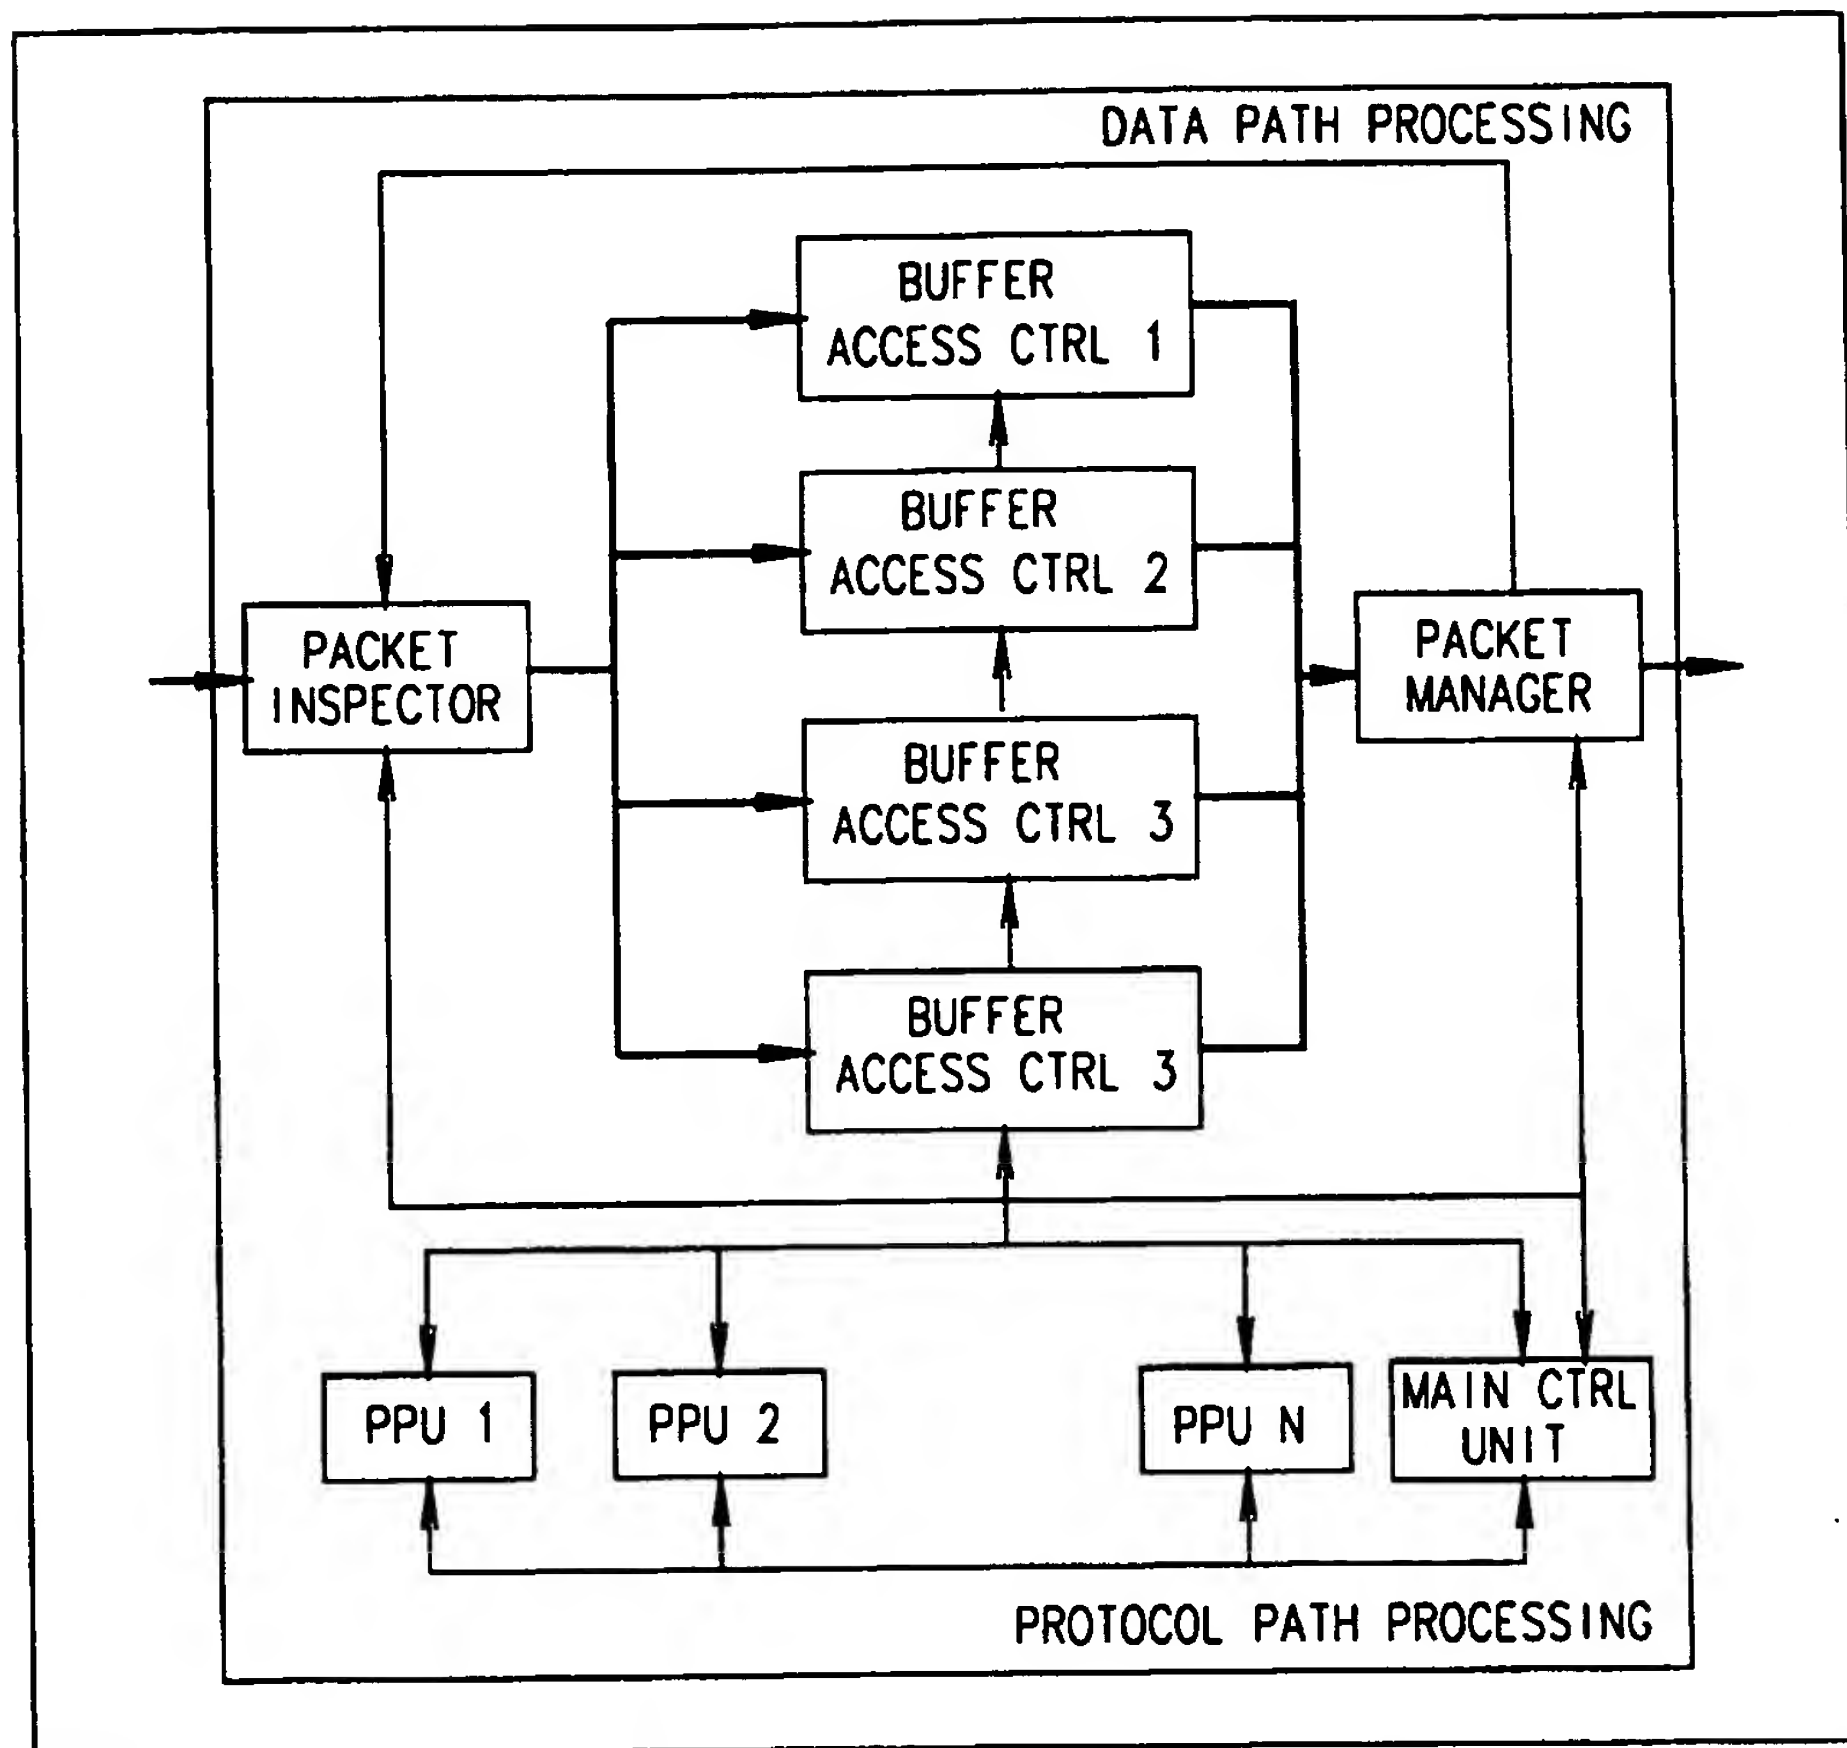 DATA PATH PROCESSING
BUFFER
ACCESS CTRL 1
BUFFER
ACCESS CTRL 2
PACKET
INSPECTOR
PACKET
MANAGER
BUFFER
ACCESS CTRL 3
BUFFER
ACCESS CTRL 3
PPU 1
PPU 2
PPU N
MAIN CTRL
UNIT
PROTOCOL PATH PROCESSING